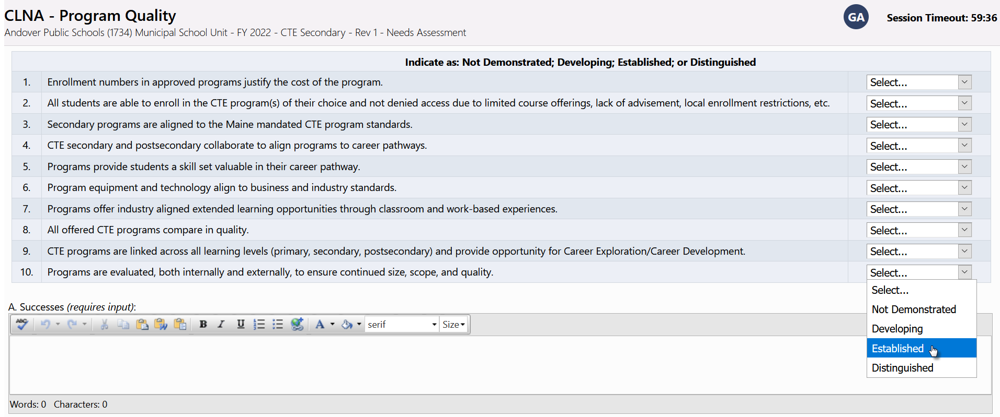 CLNA - Program Quality
GA
Session Timeout: 59:36
Andover Public Schools (1734) Municipal School Unit - FY 2022 - CTE Secondary - Rev 1 - Needs Assessment
Indicate as: Not Demonstrated; Developing; Established; or Distinguished
1. Enrollment numbers in approved programs justify the cost of the program. Select...
2. All students are able to enroll in the CTE program(s) of their choice and not denied access due to limited course offerings, lack of advisement, local enrollment restrictions, etc. Select...
3. Secondary programs are aligned to the Maine mandated CTE program standards. Select...
4. CTE secondary and postsecondary collaborate to align programs to career pathways. Select...
5. Programs provide students a skill set valuable in their career pathway. Select...
6. Program equipment and technology align to business and industry standards. Select...
7. Programs offer industry aligned extended learning opportunities through classroom and work-based experiences. Select...
8. All offered CTE programs compare in quality. Select...
9. CTE programs are linked across all learning levels (primary, secondary, postsecondary) and provide opportunity for Career Exploration/Career Development. Select...
10. Programs are evaluated, both internally and externally, to ensure continued size, scope, and quality. Select...
Select...
Not Demonstrated
Developing
Established
Distinguished
A. Successes (requires input):
ABC B I U A serif Size
Words: 0 Characters: 0